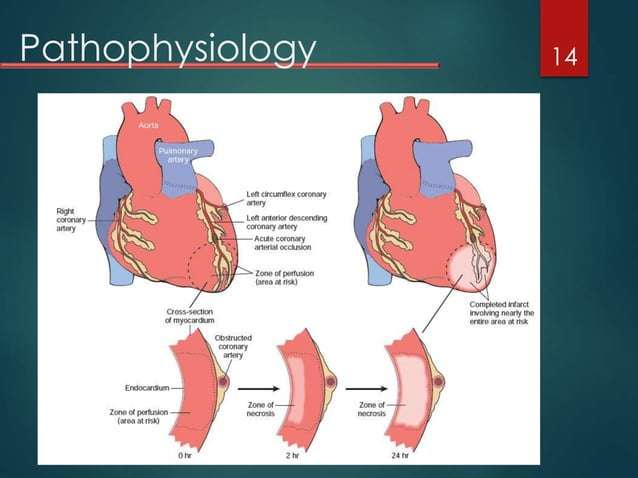 Pathophysiology
14
Aorta
Pulmonary
artery
Left circumflex coronary
artery
Right
coronary
artery
Left anterior descending
coronary artery
Acute coronary
arterial occlusion
Zone of perfusion
(area at risk)
Completed infarct
involving nearly the
entire area at risk
Cross-section
of myocardium
Obstructed
coronary
artery
Endocardium
Zone of perfusion
(area at risk)
Zone of
necrosis
Zone of
necrosis
0 hr
2 hr
24 hr